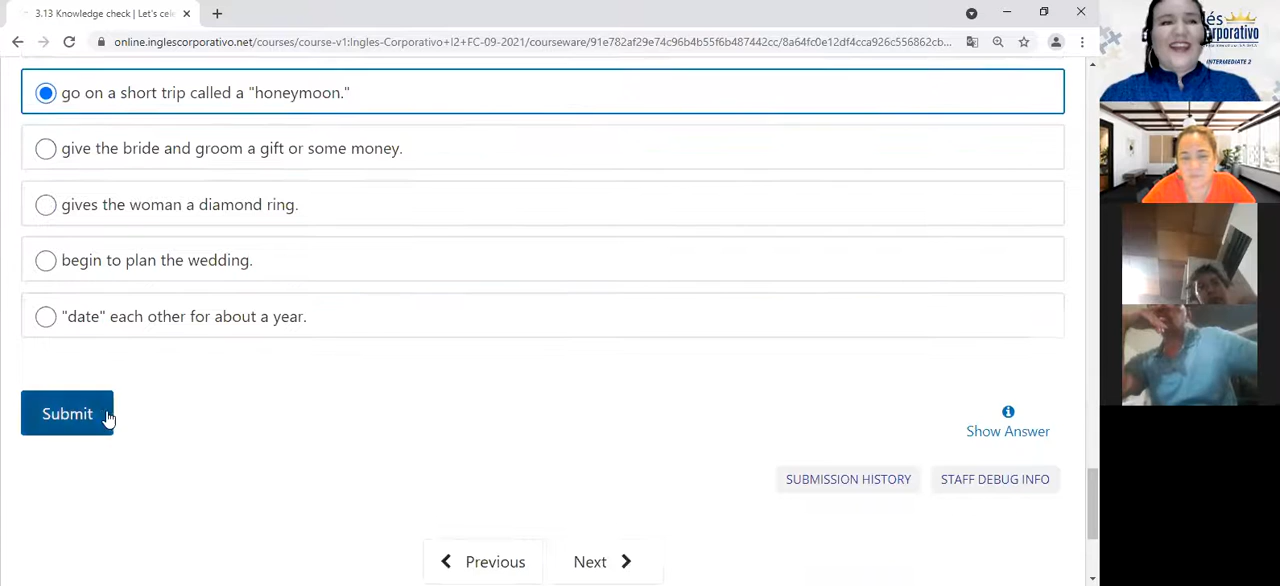 3.13 Knowledge check | Let's cel
online.inglescorporativo.net/courses/course-v1:Ingles-Corporativo+I2+FC-09-2021/courseware/91e782af29e74c96b4b55f6b487442cc/8a64fc0e12df4cca926c556862cb...
go on a short trip called a "honeymoon."
give the bride and groom a gift or some money.
gives the woman a diamond ring.
begin to plan the wedding.
"date" each other for about a year.
Submit
Show Answer
SUBMISSION HISTORY
STAFF DEBUG INFO
Previous
Next
INTERMEDIATE 2